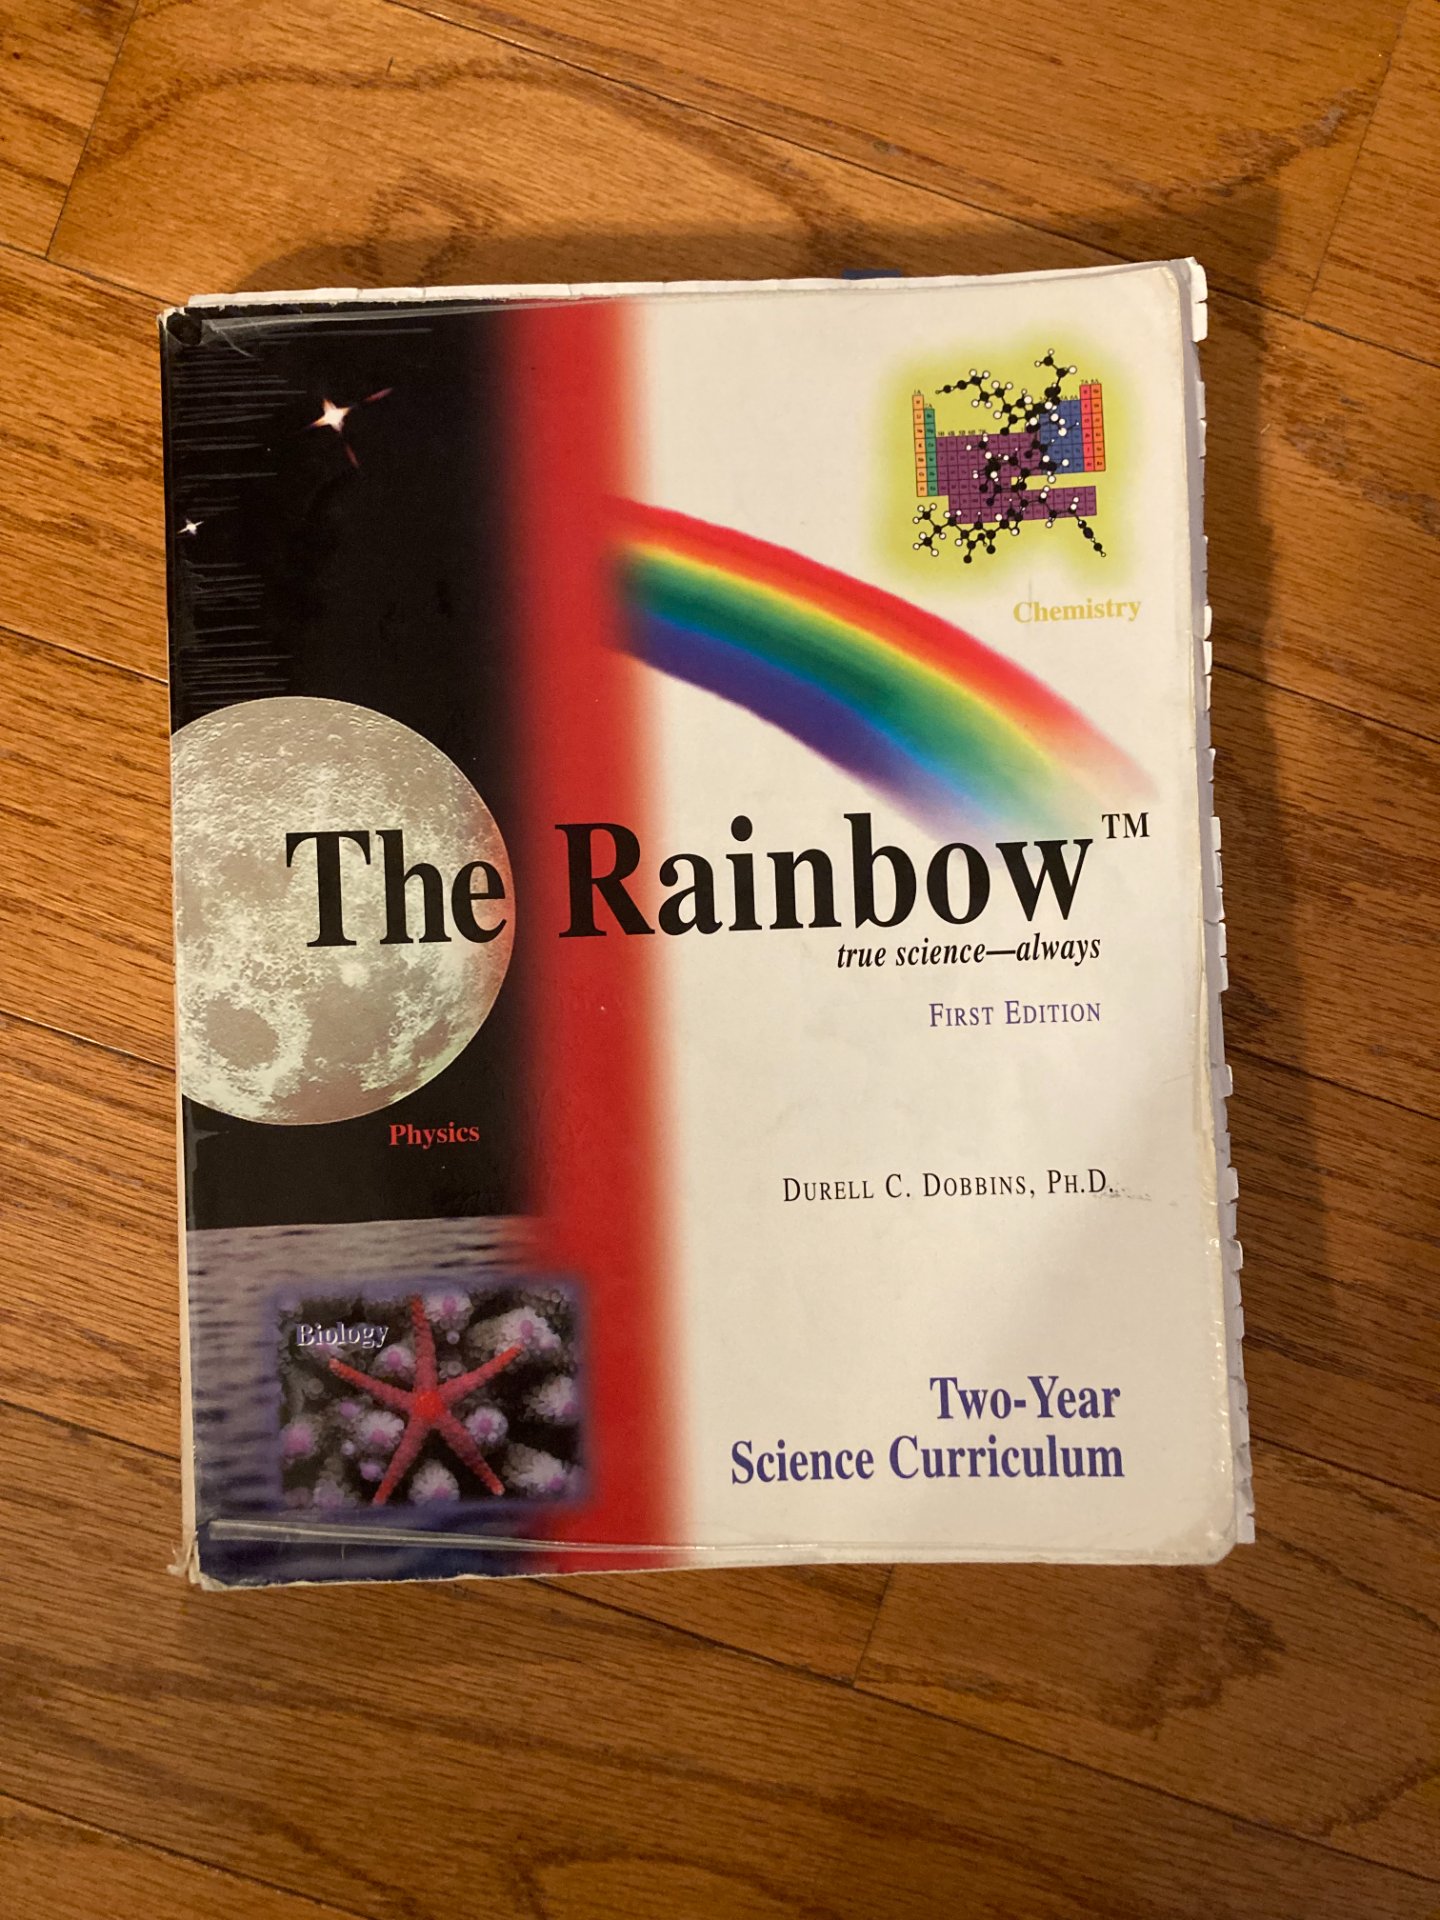 Chemistry
The Rainbow™
true science—always
FIRST EDITION
Physics
DURELL C. DOBBINS, PH.D.
Biology
Two-Year
Science Curriculum